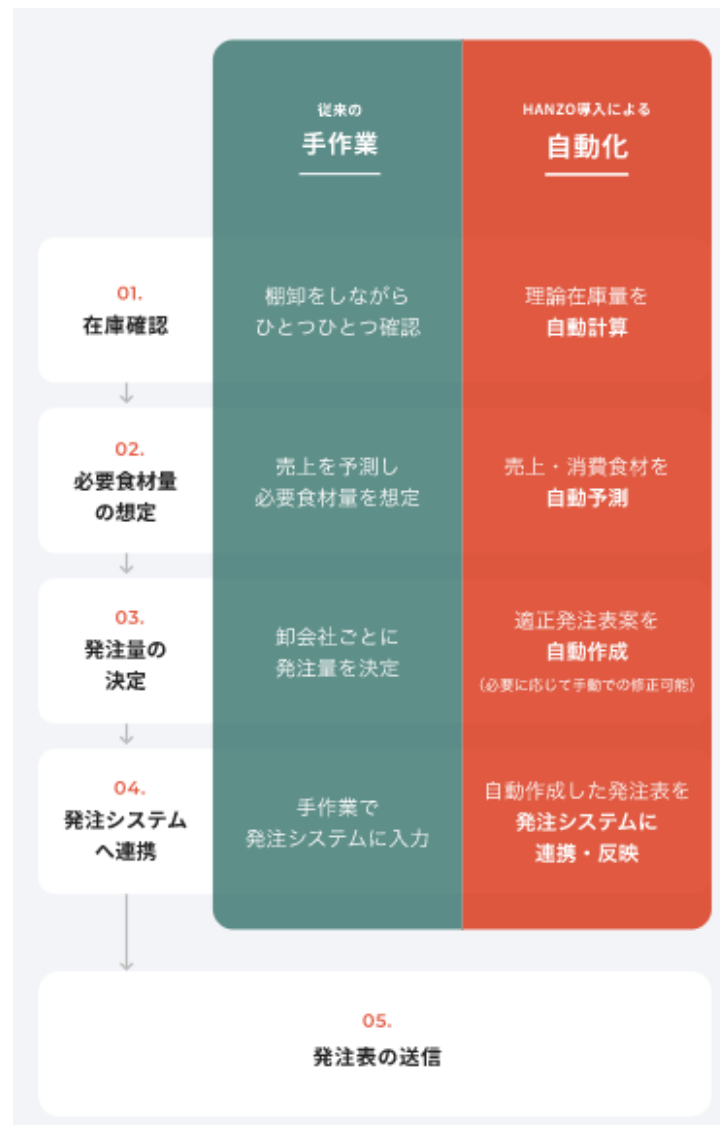 従来の
手作業
HANZO導入による
自動化
01.
在庫確認
棚卸をしながら
ひとつひとつ確認
理論在庫量を
自動計算
02.
必要食材量
の想定
売上を予測し
必要食材量を想定
売上・消費食材を
自動予測
03.
発注量の
決定
卸会社ごとに
発注量を決定
適正発注表案を
自動作成
(必要に応じて手動での修正可能)
04.
発注システム
へ連携
手作業で
発注システムに入力
自動作成した発注表を
発注システムに
連携・反映
05.
発注表の送信